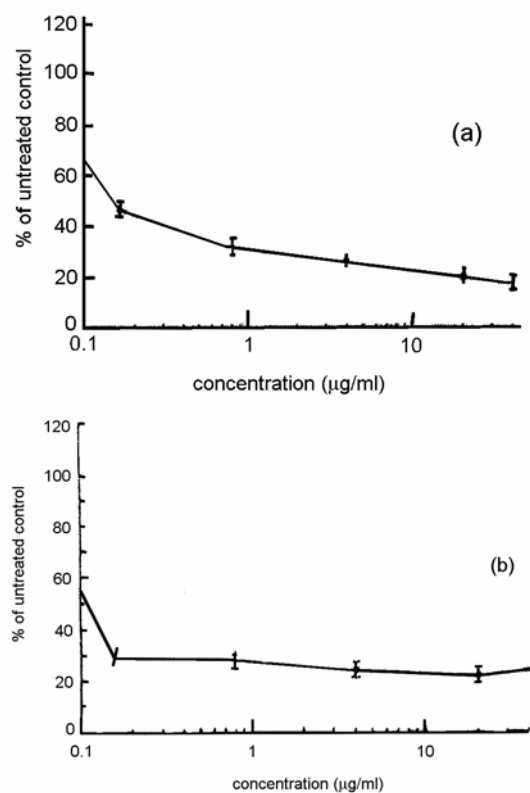 120
100
80
60
40
20
0
% of untreated control
(a)
0.1 1 10
concentration (μg/ml)
120
100
80
60
40
20
0
% of untreated control
(b)
0.1 1 10
concentration (μg/ml)